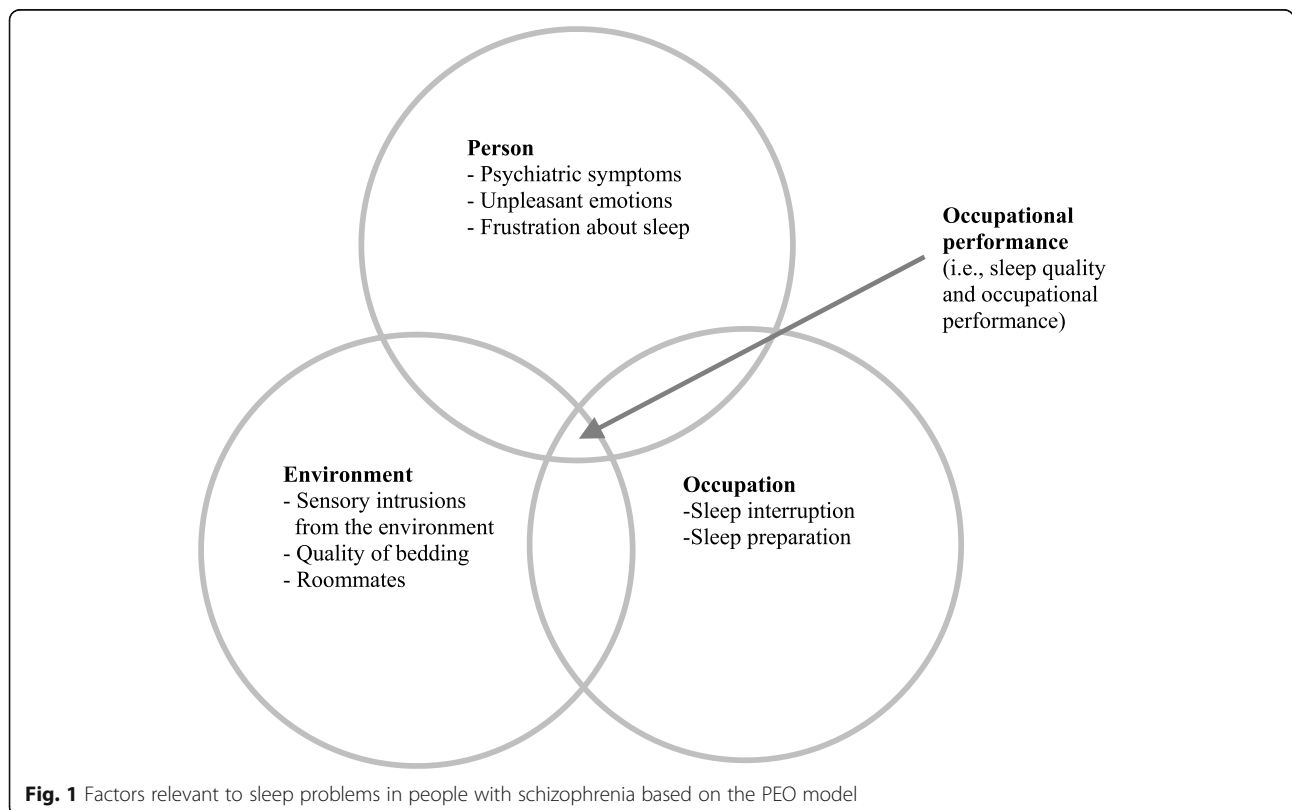 Person
- Psychiatric symptoms
- Unpleasant emotions
- Frustration about sleep
Occupational
performance
(i.e., sleep quality
and occupational
performance)
Environment
- Sensory intrusions
from the environment
- Quality of bedding
- Roommates
Occupation
-Sleep interruption
-Sleep preparation
Fig. 1 Factors relevant to sleep problems in people with schizophrenia based on the PEO model